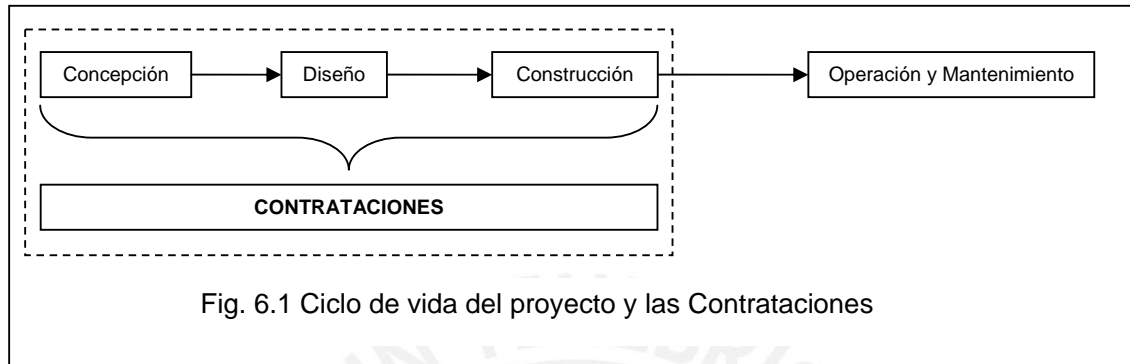 Concepción
Diseño
Construcción
Operación y Mantenimiento
CONTRATACIONES
Fig. 6.1 Ciclo de vida del proyecto y las Contrataciones